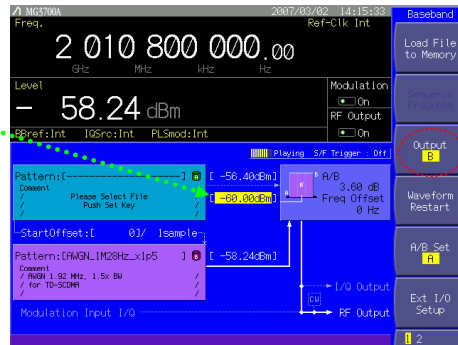 MG3700A 2007/03/02 14:15:33
Baseband
Freq. Ref-Clk Int
2 010 800 000.00
GHz MHz kHz Hz
Load File
to Memory
Level
- 58.24 dBm
Modulation
On
RF Output
On
Sequence
Progress
BBref:Int IQSrc:Int PLSmod:Int
Playing S/F Trigger : Off
Output
B
Pattern:[----------------] A [ -56.40dBm]
Comment
/ Please Select File /
/ Push Set Key /
/ /
[ -60.00dBm]
B
A
B
A/B
3.60 dB
Freq Offset
0 Hz
Waveform
Restart
StartOffset:[ 0]/ 1sample
Pattern:[AWGN_1M28Hz_x1p5 ] B [ -58.24dBm]
Comment
/ AWGN 1.92 MHz, 1.5x BW /
/ for TD-SCDMA /
/ /
A/B Set
A
I/Q Output
CW
Modulation Input I/Q RF Output
Ext I/O
Setup
1 2